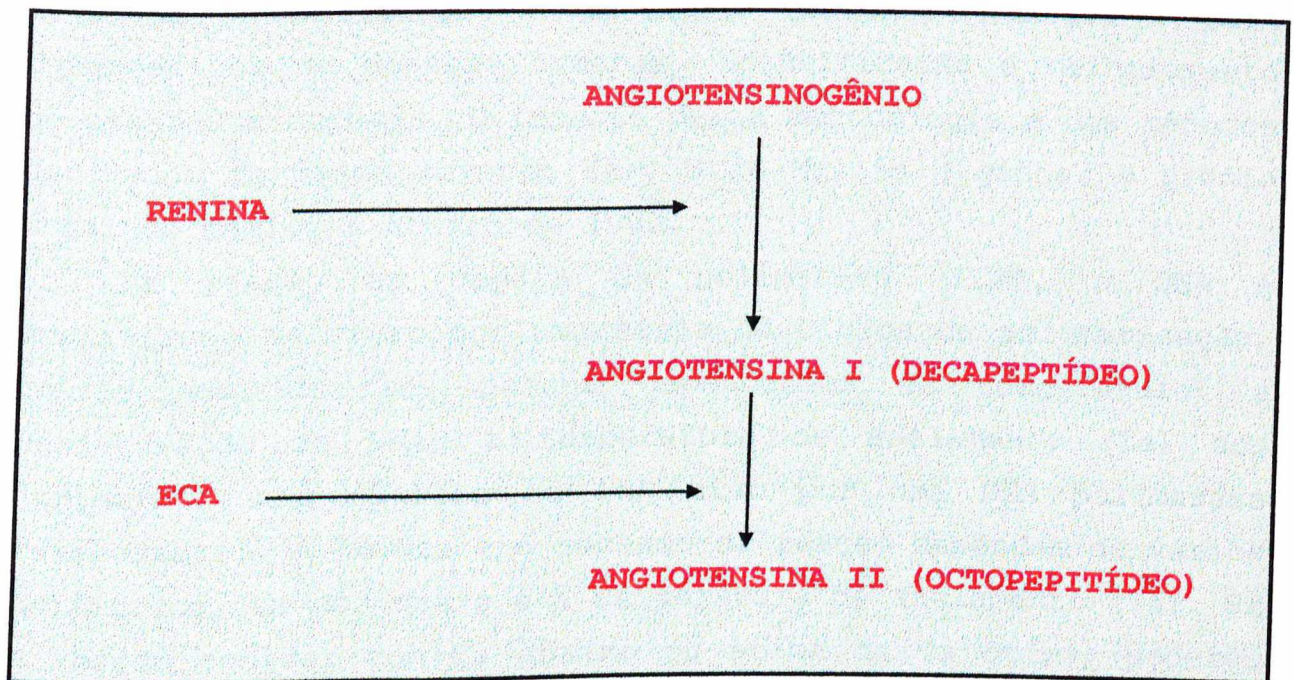 ANGIOTENSINOGÊNIO
RENINA
ANGIOTENSINA I (DECAPEPTÍDEO)
ECA
ANGIOTENSINA II (OCTOPEPITÍDEO)